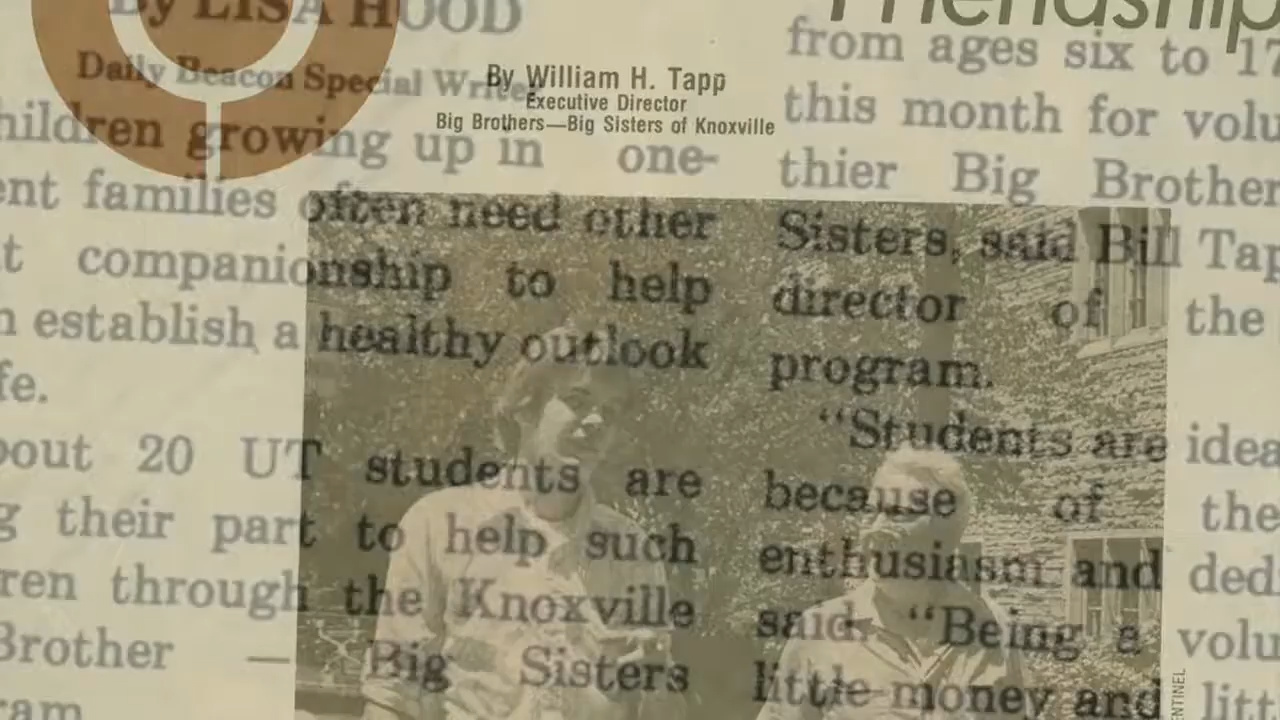 By LISA HOOD
Daily Beacon Special Writer
hildren growing up in one-
ent families often need other
t companionship to help
n establish a healthy outlook
fe.
bout 20 UT students are
g their part to help such
ren through the Knoxville
Brother — Big Sisters
ram
By William H. Tapp
Executive Director
Big Brothers—Big Sisters of Knoxville
Friendship
from ages six to 17
this month for volu
thier Big Brother
Sisters, said Bill Tap
director of the
program.
“Students are idea
because of the
enthusiasm and dedi
said. “Being a volu
little money and litt
ENTINEL